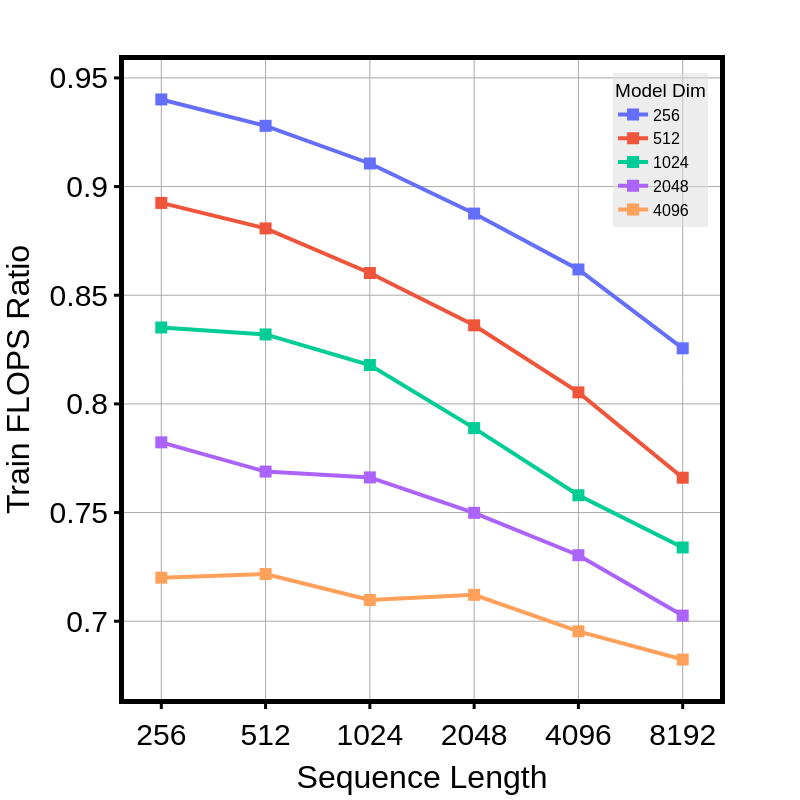 0.95
0.9
0.85
0.8
0.75
0.7
Train FLOPS Ratio
Model Dim
256
512
1024
2048
4096
256 512 1024 2048 4096 8192
Sequence Length